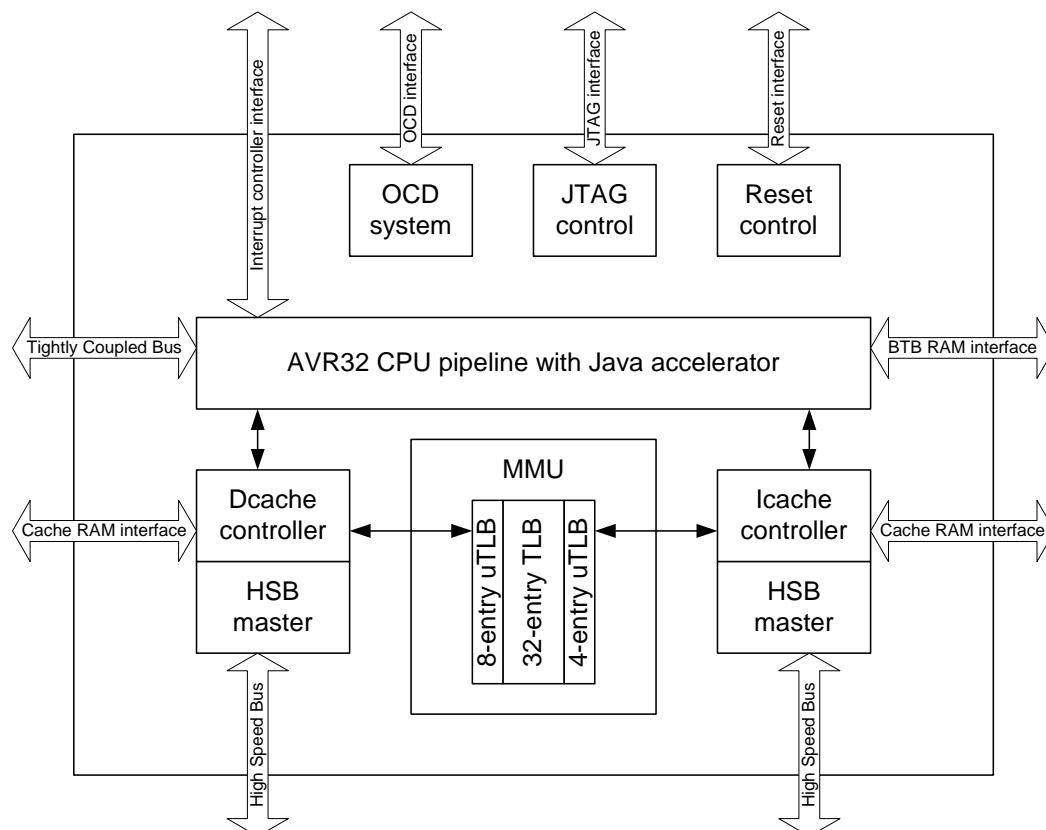 Interrupt controller interface
OCD interface
JTAG interface
Reset interface
OCD
system
JTAG
control
Reset
control
Tightly Coupled Bus
AVR32 CPU pipeline with Java accelerator
BTB RAM interface
MMU
Dcache
controller
Icache
controller
Cache RAM interface
8-entry uTLB
32-entry TLB
4-entry uTLB
Cache RAM interface
HSB
master
HSB
master
High Speed Bus
High Speed Bus